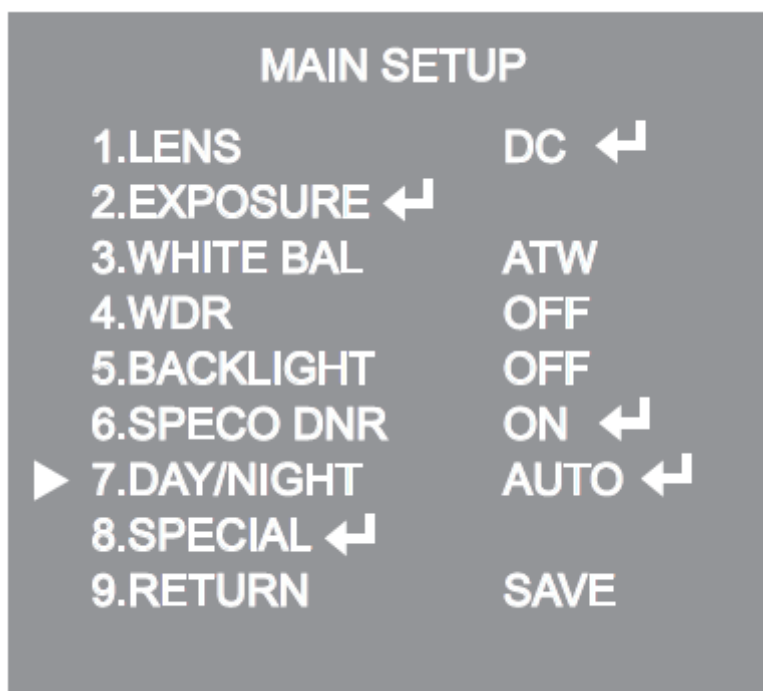 MAIN SETUP
1.LENS DC ↵
2.EXPOSURE ↵
3.WHITE BAL ATW
4.WDR OFF
5.BACKLIGHT OFF
6.SPECO DNR ON ↵
▶ 7.DAY/NIGHT AUTO ↵
8.SPECIAL ↵
9.RETURN SAVE